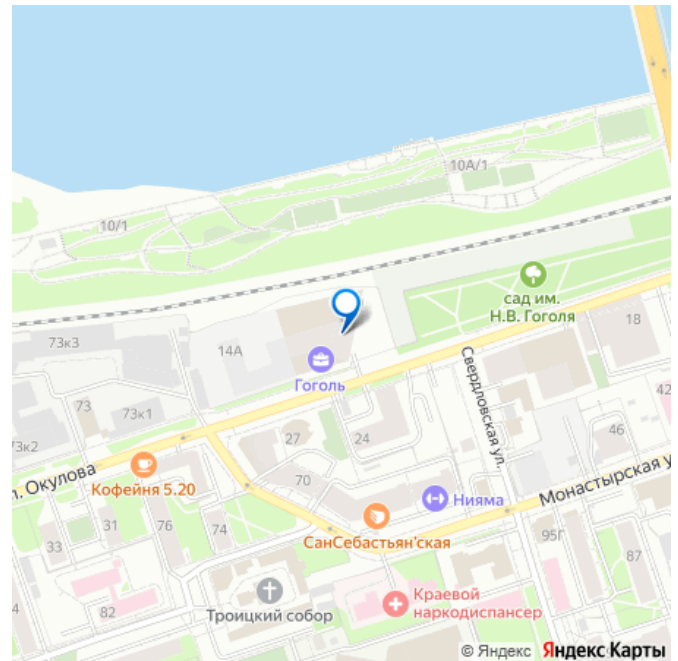 10А/1
10/1
сад им.
Н.В. Гоголя
18
73к3
14А
Гоголь
Свердловская ул.
73
73к1
42
27
24
46
3к2
л. Окулова
Кофейня 5.20
70
Нияма
Монастырская у
СанСебастьян'ская
76
74
31
33
95Г
87
4
82
Троицкий собор
Краевой
наркодиспансер
© Яндекс Яндекс Карты